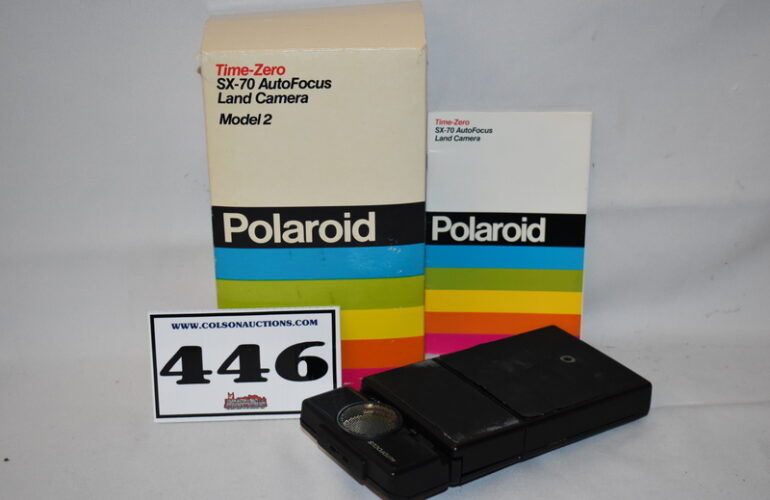 Time-Zero
SX-70 AutoFocus
Land Camera
Model 2
Polaroid
Time-Zero
SX-70 AutoFocus
Land Camera
Polaroid
WWW.COLSONAUCTIONS.COM
446